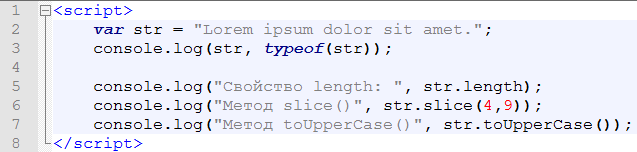 1 <script>
2 var str = "Lorem ipsum dolor sit amet.";
3 console.log(str, typeof(str));
4
5 console.log("Свойство length: ", str.length);
6 console.log("Метод slice()", str.slice(4,9));
7 console.log("Метод toUpperCase()", str.toUpperCase());
8 </script>